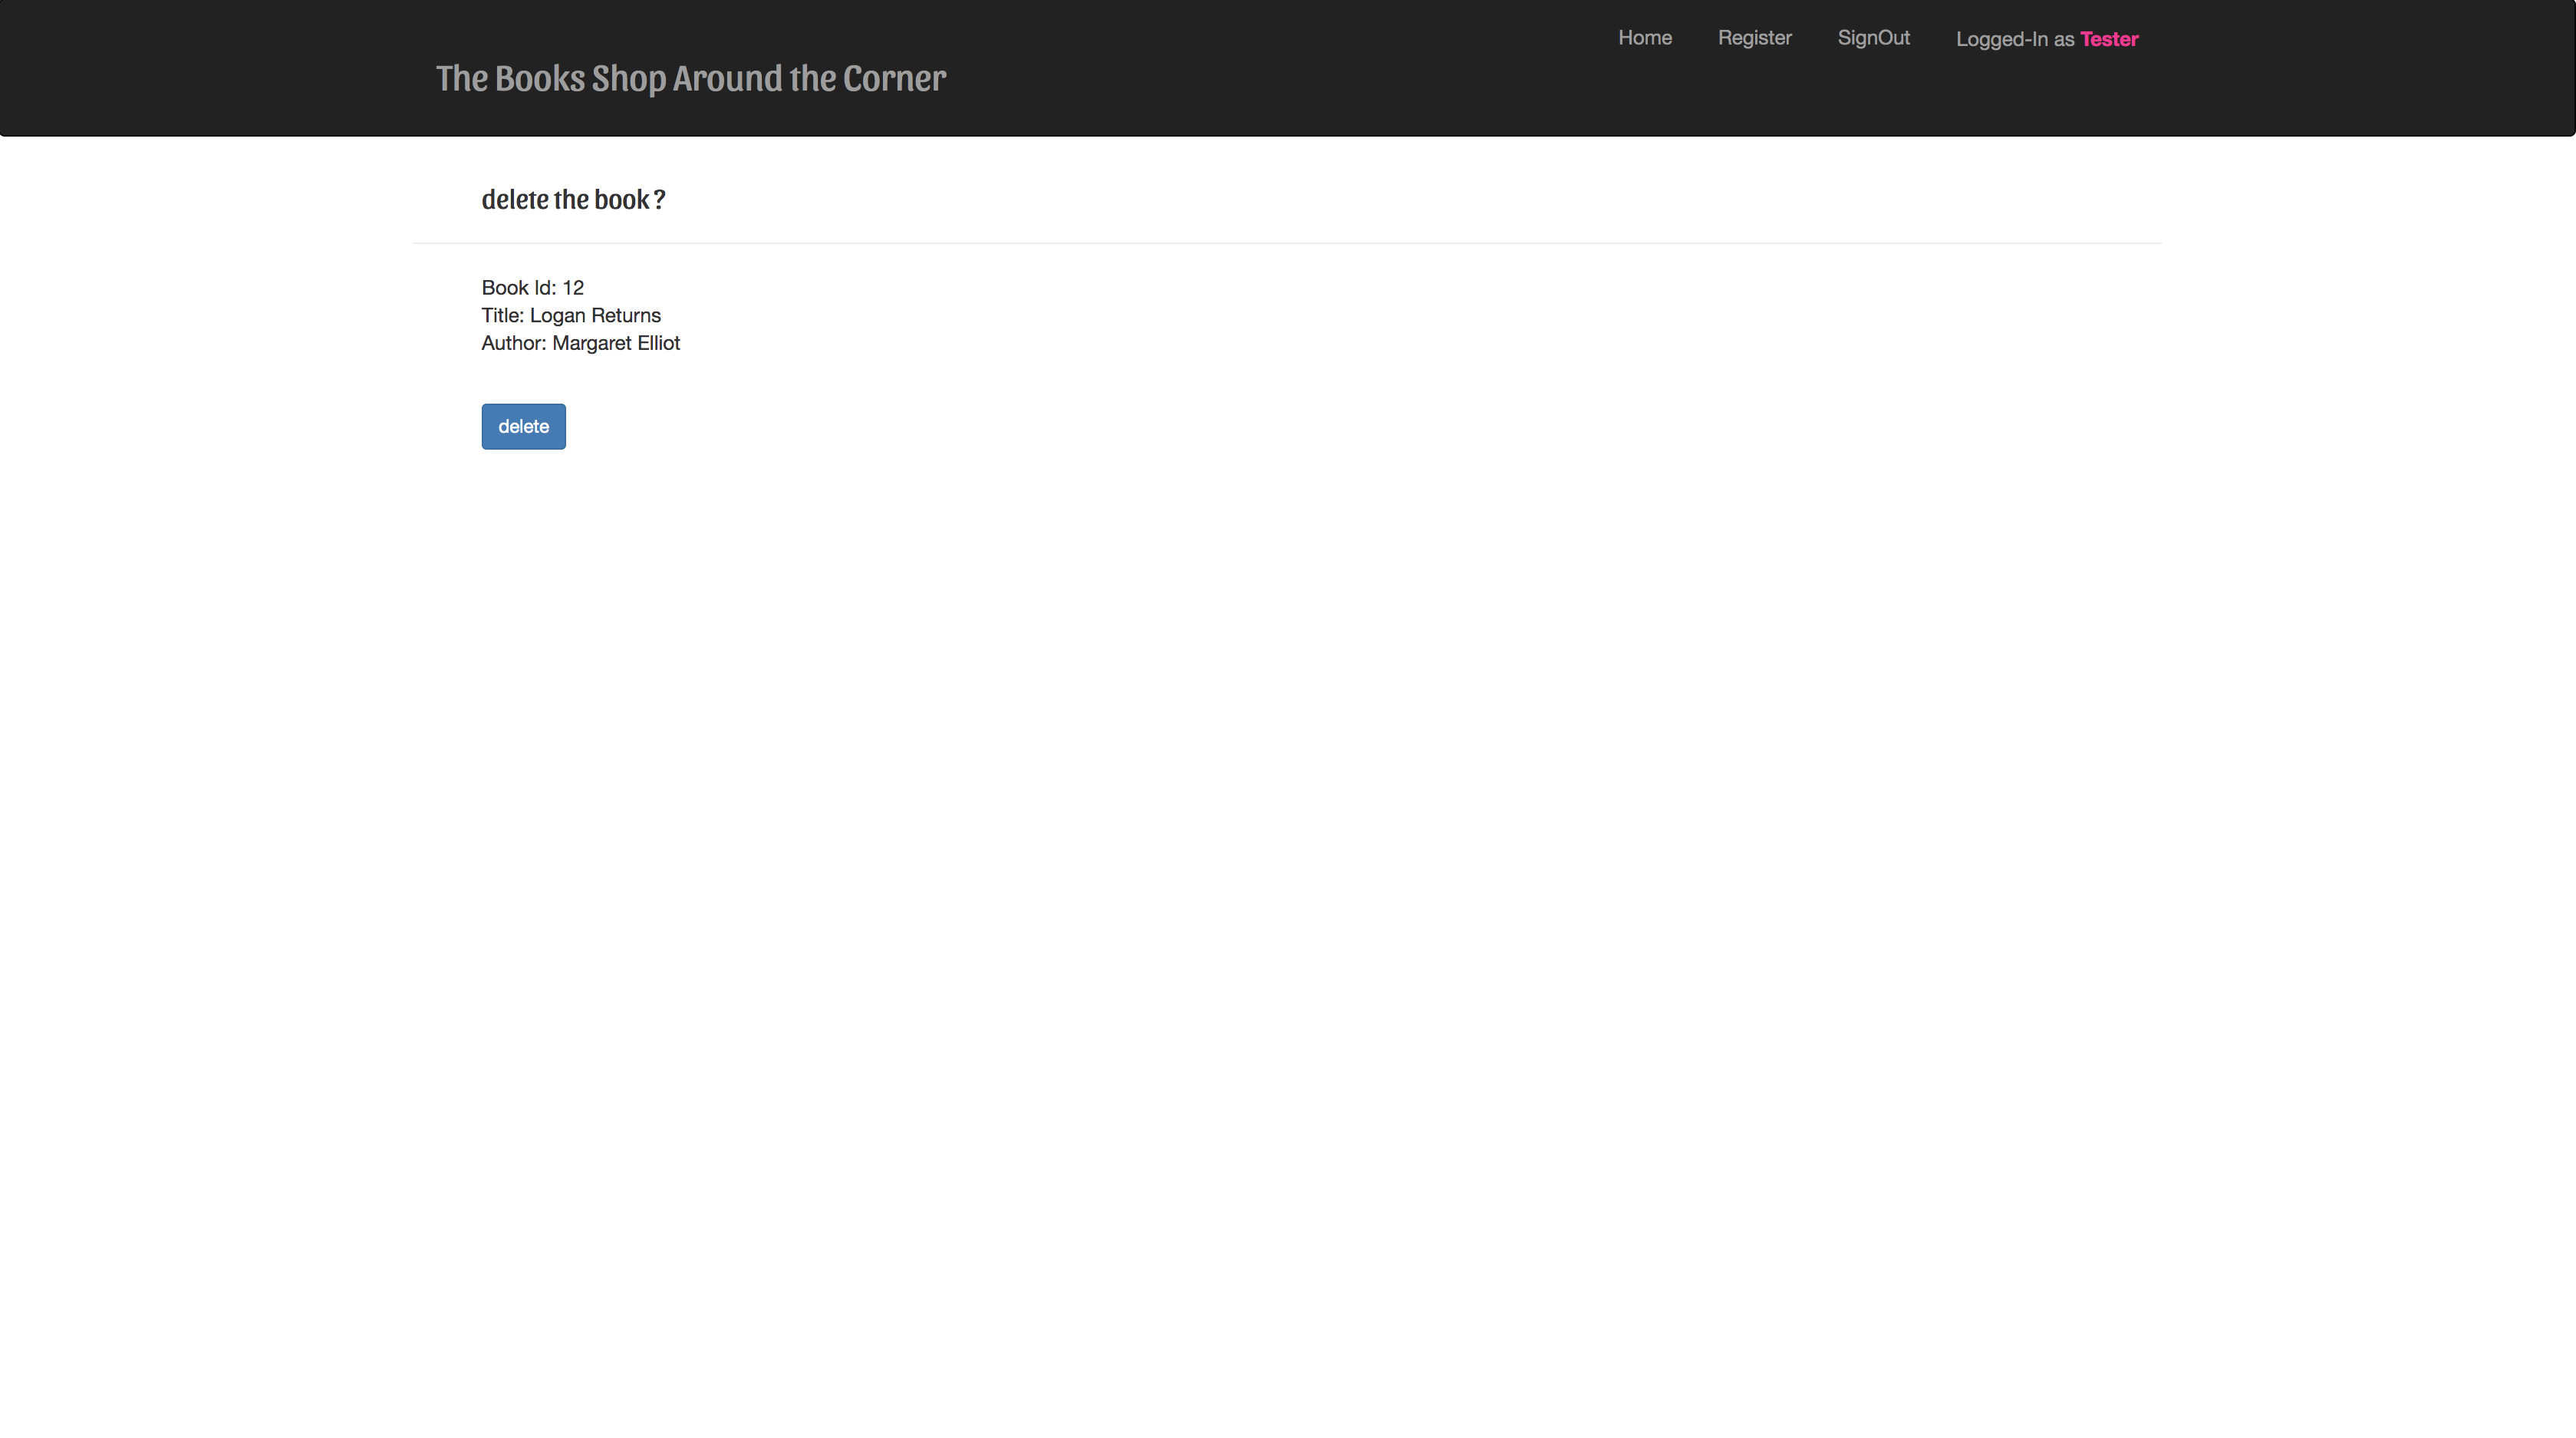 Home Register SignOut Logged-In as Tester
The Books Shop Around the Corner
delete the book ?
Book Id: 12
Title: Logan Returns
Author: Margaret Elliot
delete